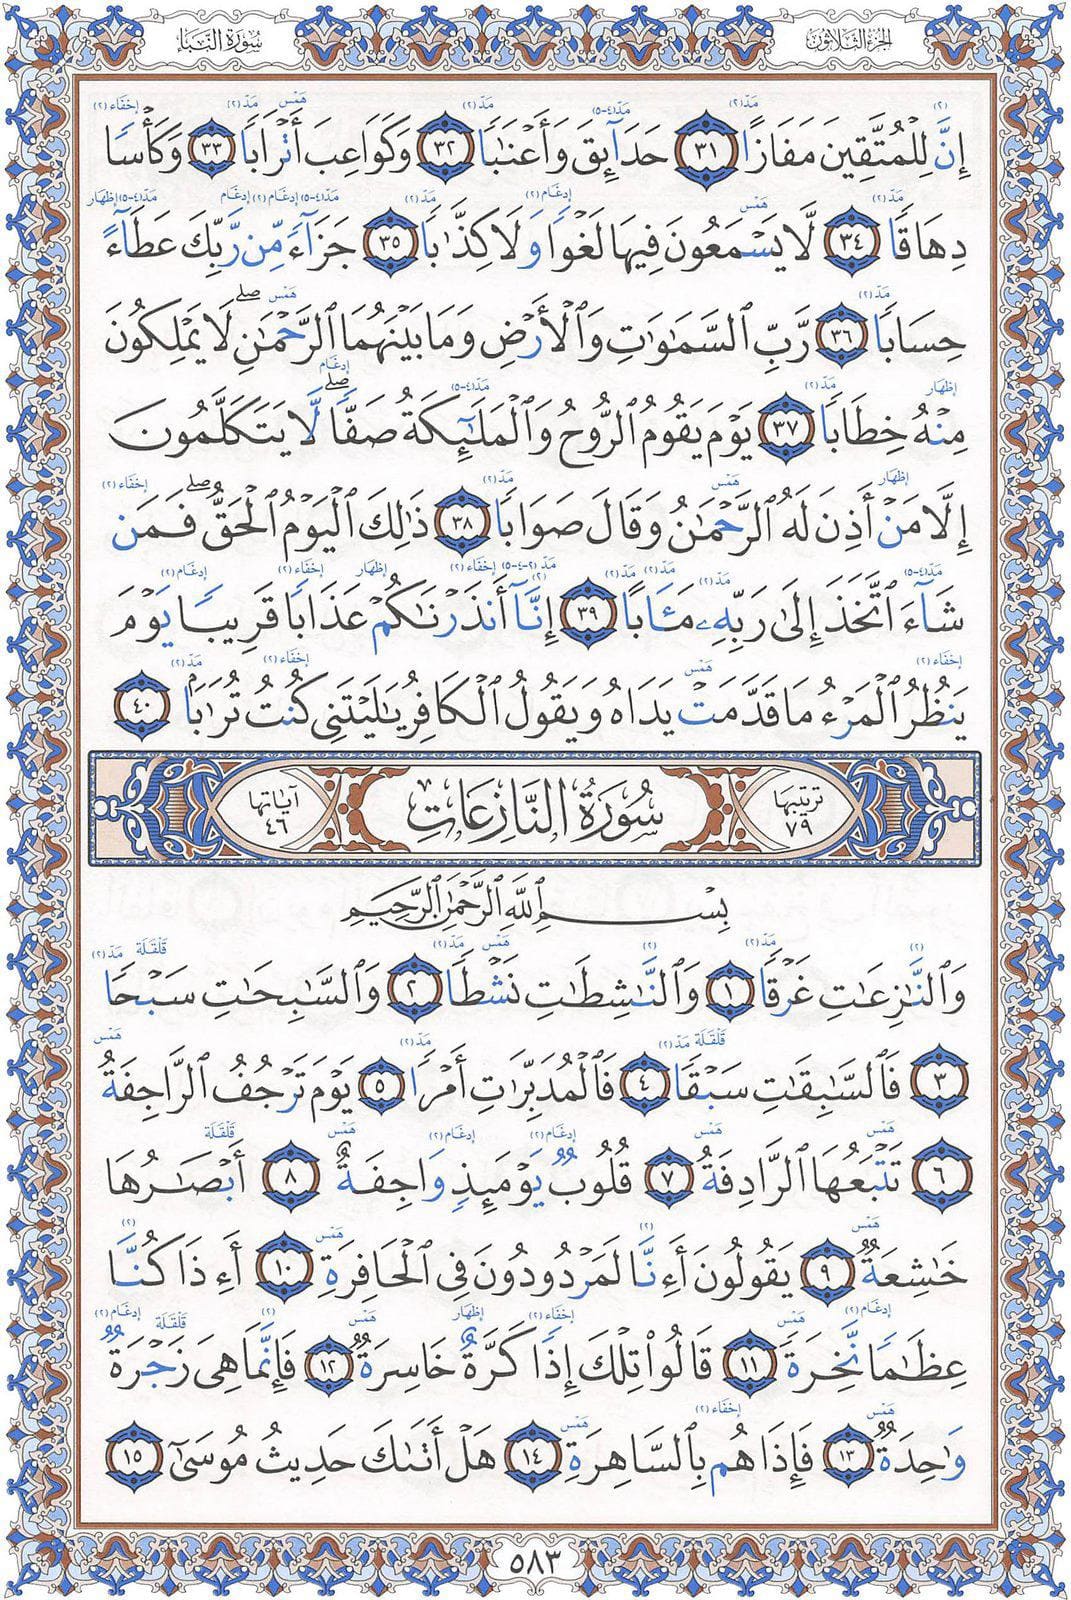 الجزء الثلاثون
سورة النبإ
إِنَّ لِلْمُتَّقِينَ مَفَازًا ٣١ حَدَآئِقَ وَأَعْنَٰبًا ٣٢ وَكَوَاعِبَ أَتْرَابًا ٣٣ وَكَأْسًا
دِهَاقًا ٣٤ لَّا يَسْمَعُونَ فِيهَا لَغْوًا وَلَا كِذَّٰبًا ٣٥ جَزَآءً مِّن رَّبِّكَ عَطَآءً
حِسَابًا ٣٦ رَّبِّ ٱلسَّمَٰوَٰتِ وَٱلْأَرْضِ وَمَا بَيْنَهُمَا ٱلرَّحْمَٰنِ ۖ لَا يَمْلِكُونَ
مِنْهُ خِطَابًا ٣٧ يَوْمَ يَقُومُ ٱلرُّوحُ وَٱلْمَلَٰٓئِكَةُ صَفًّا ۖ لَّا يَتَكَلَّمُونَ
إِلَّا مَنْ أَذِنَ لَهُ ٱلرَّحْمَٰنُ وَقَالَ صَوَابًا ٣٨ ذَٰلِكَ ٱلْيَوْمُ ٱلْحَقُّ ۖ فَمَن
شَآءَ ٱتَّخَذَ إِلَىٰ رَبِّهِۦ مَـَٔابًا ٣٩ إِنَّآ أَنذَرْنَٰكُمْ عَذَابًا قَرِيبًا يَوْمَ
يَنظُرُ ٱلْمَرْءُ مَا قَدَّمَتْ يَدَاهُ وَيَقُولُ ٱلْكَافِرُ يَٰلَيْتَنِى كُنتُ تُرَٰبًۢا ٤٠
ترتيبها ٧٩ سُورَةُ النَّازِعَاتِ آياتها ٤٦
بِسْمِ ٱللَّهِ ٱلرَّحْمَٰنِ ٱلرَّحِيمِ
وَٱلنَّٰزِعَٰتِ غَرْقًا ١ وَٱلنَّٰشِطَٰتِ نَشْطًا ٢ وَٱلسَّٰبِحَٰتِ سَبْحًا
٣ فَٱلسَّٰبِقَٰتِ سَبْقًا ٤ فَٱلْمُدَبِّرَٰتِ أَمْرًا ٥ يَوْمَ تَرْجُفُ ٱلرَّاجِفَةُ
٦ تَتْبَعُهَا ٱلرَّادِفَةُ ٧ قُلُوبٌ يَوْمَئِذٍ وَاجِفَةٌ ٨ أَبْصَٰرُهَا
خَٰشِعَةٌ ٩ يَقُولُونَ أَءِنَّا لَمَرْدُودُونَ فِى ٱلْحَافِرَةِ ١٠ أَءِذَا كُنَّا
عِظَٰمًا نَّخِرَةً ١١ قَالُوا۟ تِلْكَ إِذًا كَرَّةٌ خَاسِرَةٌ ١٢ فَإِنَّمَا هِىَ زَجْرَةٌ
وَٰحِدَةٌ ١٣ فَإِذَا هُم بِٱلسَّاهِرَةِ ١٤ هَلْ أَتَىٰكَ حَدِيثُ مُوسَىٰٓ ١٥
٥٨٣